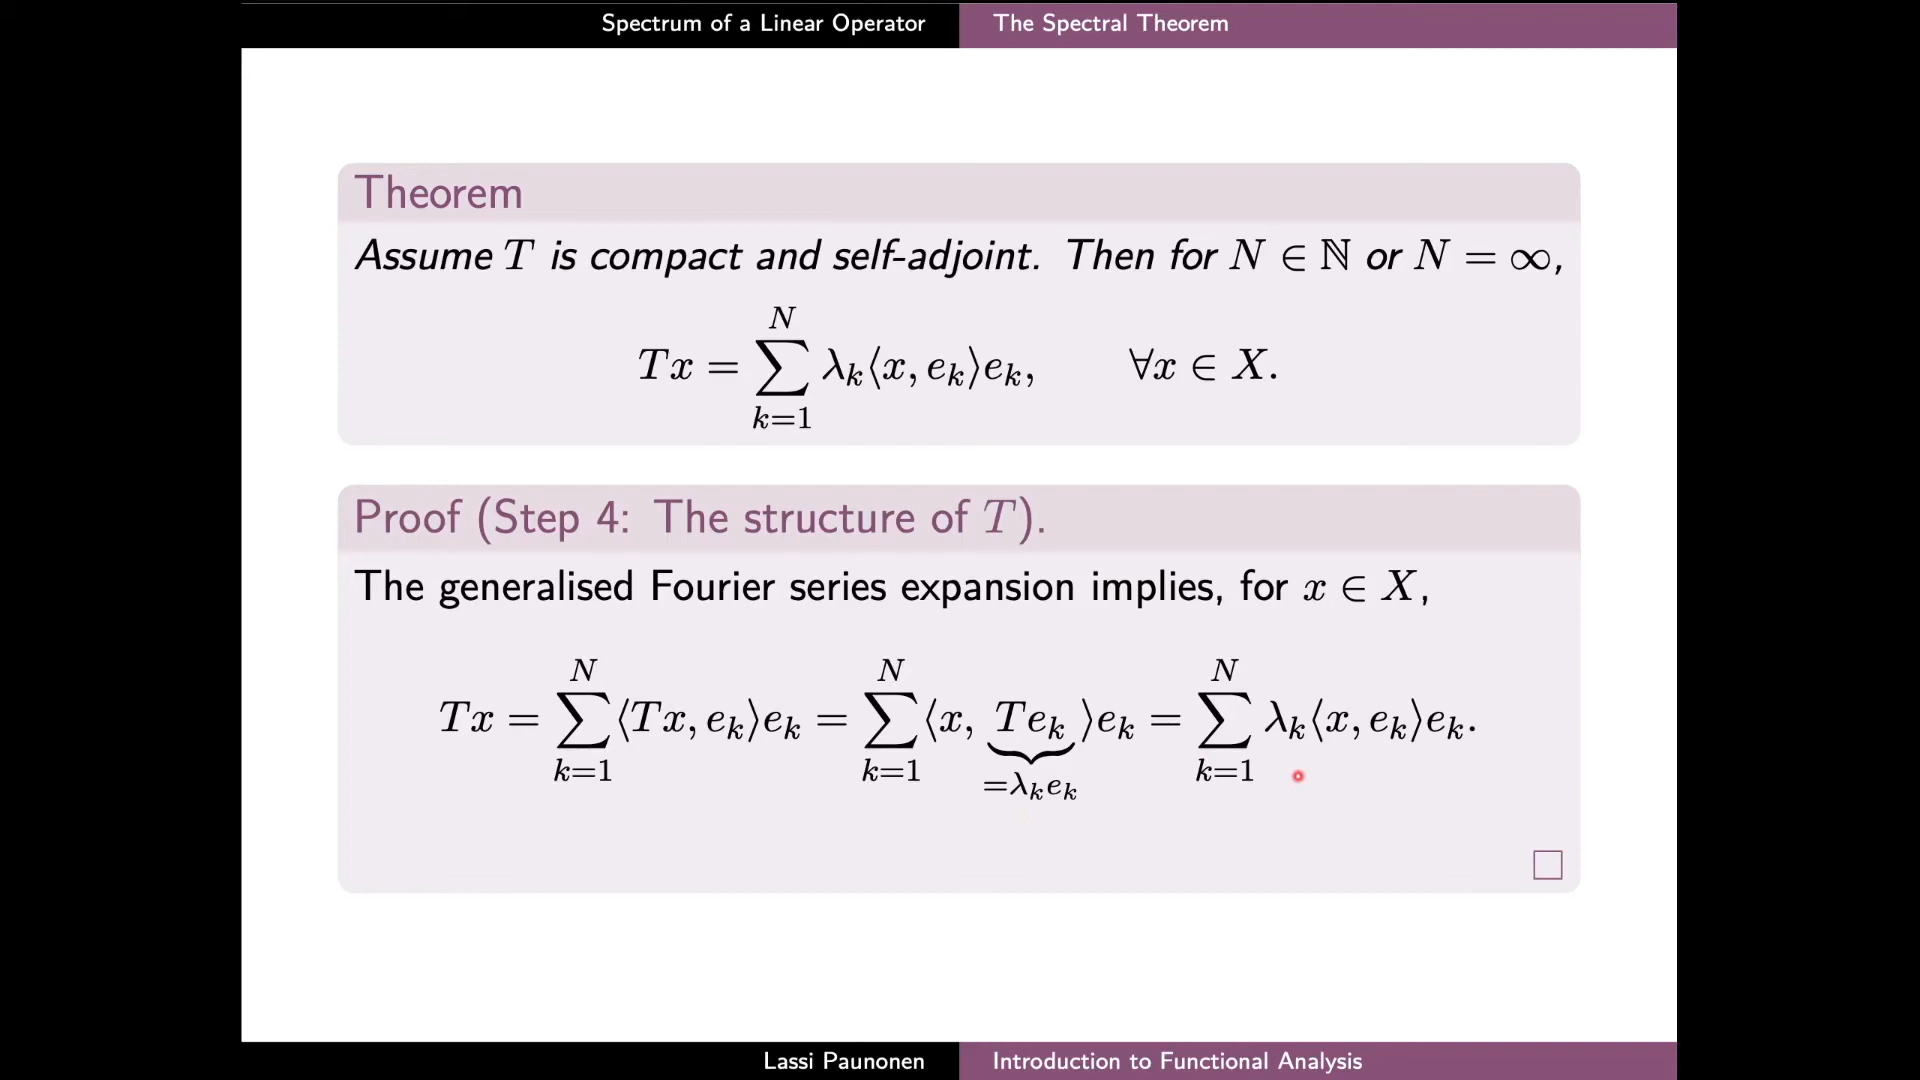 Spectrum of a Linear Operator The Spectral Theorem
Theorem
Assume T is compact and self-adjoint. Then for N ∈ ℕ or N = ∞,
Tx = ∑_{k=1}^{N} λ_k⟨x, e_k⟩e_k, ∀x ∈ X.
Proof (Step 4: The structure of T).
The generalised Fourier series expansion implies, for x ∈ X,
Tx = ∑_{k=1}^{N} ⟨Tx, e_k⟩e_k = ∑_{k=1}^{N} ⟨x, \underbrace{Te_k}_{=λ_k e_k}⟩e_k = ∑_{k=1}^{N} λ_k⟨x, e_k⟩e_k.
□
Lassi Paunonen Introduction to Functional Analysis